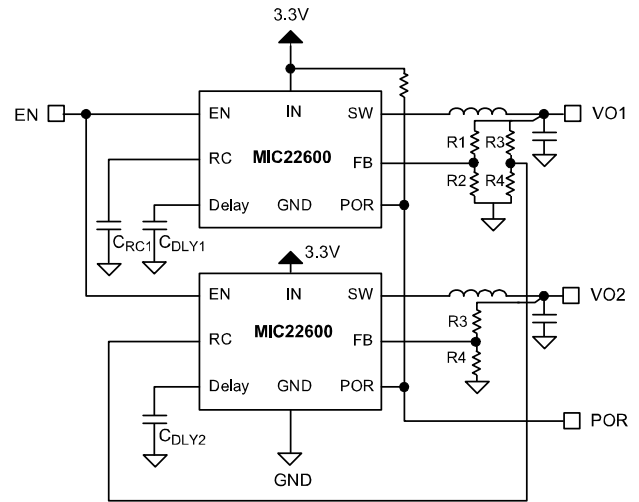 3.3V
EN
EN
IN
SW
VO1
RC
MIC22600
FB
R1
R3
R2
R4
Delay
GND
POR
CRC1
CDLY1
3.3V
EN
IN
SW
VO2
RC
MIC22600
FB
R3
R4
Delay
GND
POR
CDLY2
POR
GND